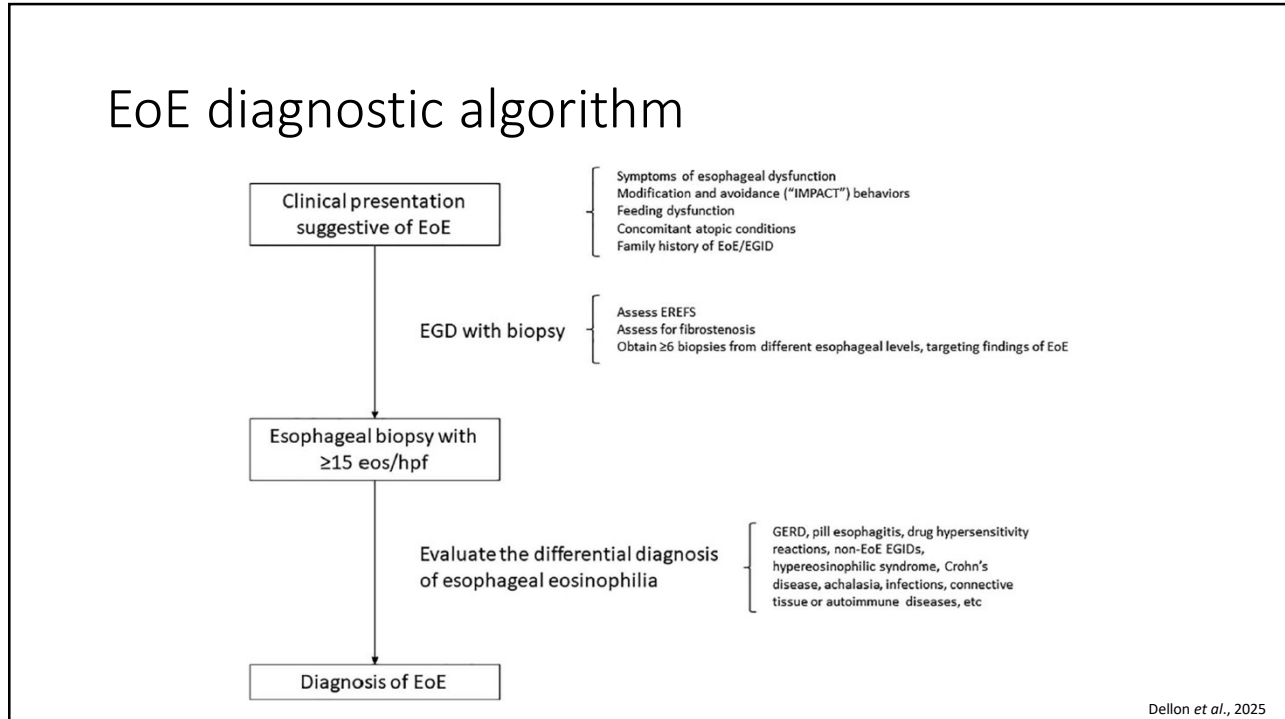 EoE diagnostic algorithm
Clinical presentation
suggestive of EoE
Symptoms of esophageal dysfunction
Modification and avoidance (“IMPACT”) behaviors
Feeding dysfunction
Concomitant atopic conditions
Family history of EoE/EGID
EGD with biopsy
Assess EREFS
Assess for fibrostenosis
Obtain ≥6 biopsies from different esophageal levels, targeting findings of EoE
Esophageal biopsy with
≥15 eos/hpf
Evaluate the differential diagnosis
of esophageal eosinophilia
GERD, pill esophagitis, drug hypersensitivity
reactions, non-EoE EGIDs,
hypereosinophilic syndrome, Crohn’s
disease, achalasia, infections, connective
tissue or autoimmune diseases, etc
Diagnosis of EoE
Dellon et al., 2025